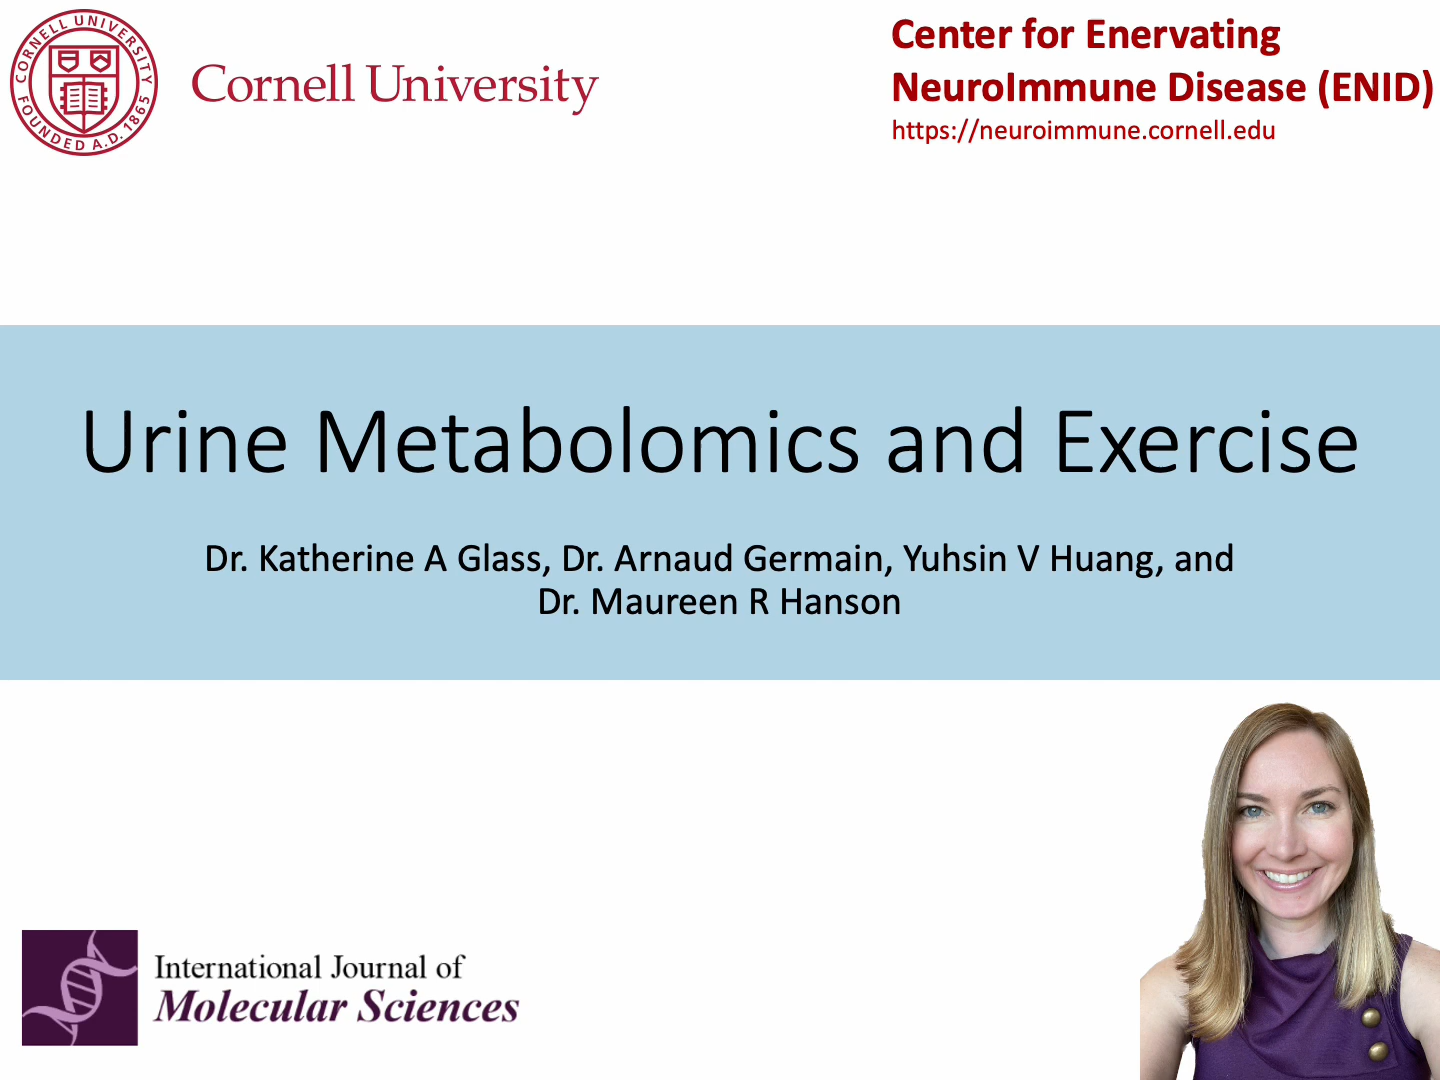 CORNELL UNIVERSITY
FOUNDED A.D. 1865
Cornell University
Center for Enervating
NeuroImmune Disease (ENID)
https://neuroimmune.cornell.edu
Urine Metabolomics and Exercise
Dr. Katherine A Glass, Dr. Arnaud Germain, Yuhsin V Huang, and
Dr. Maureen R Hanson
International Journal of
Molecular Sciences